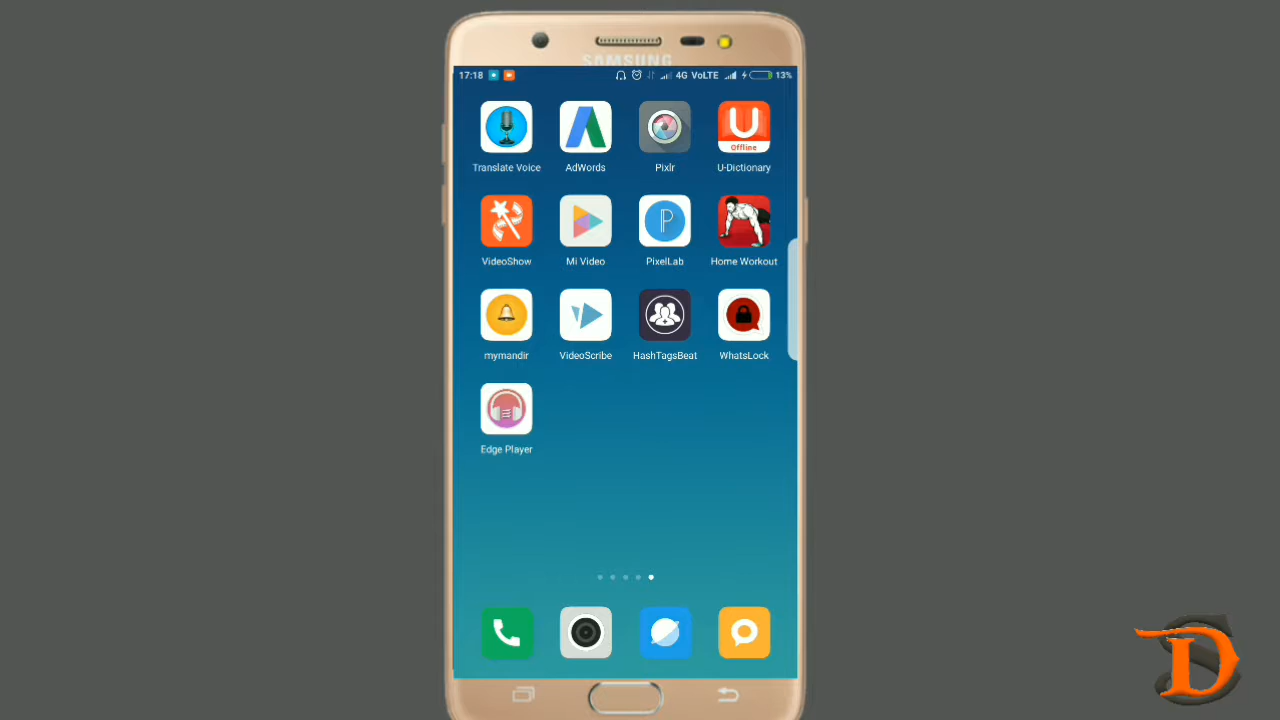 SAMSUNG
17:18 4G VoLTE 13%
Translate Voice AdWords Pixlr U-Dictionary
U Offline
VideoShow Mi Video PixelLab Home Workout
P
mymandir VideoScribe HashTagsBeat WhatsLock
Edge Player
D